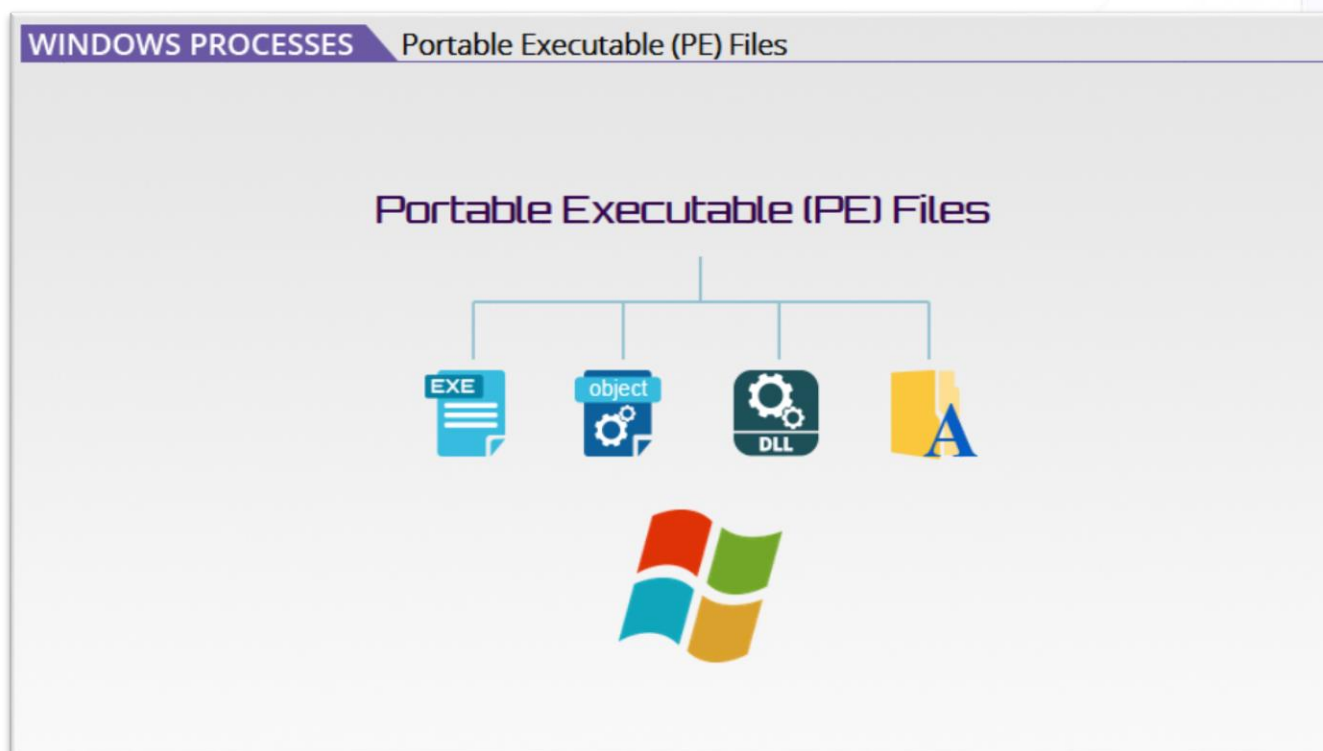 WINDOWS PROCESSES Portable Executable (PE) Files
Portable Executable (PE) Files
EXE object DLL A